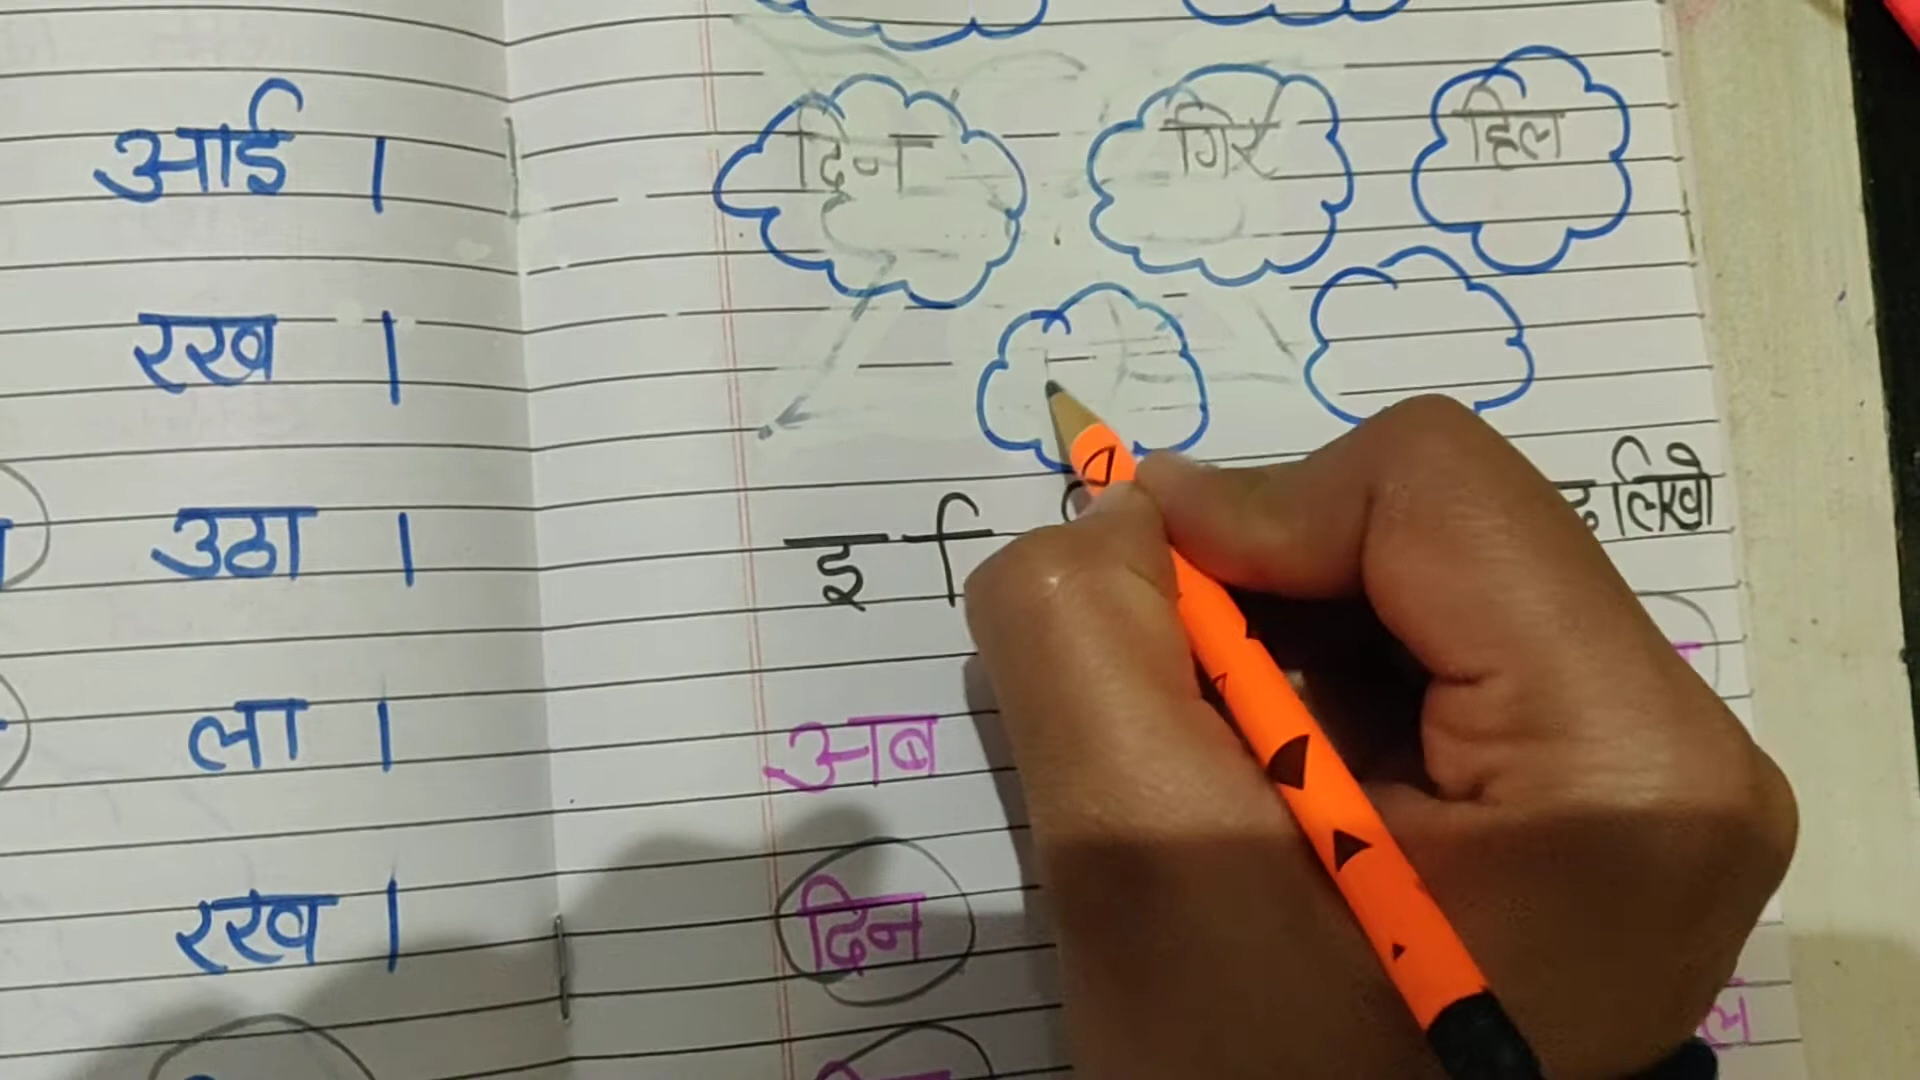 आई ।
रख ।
उठा ।
ला ।
रख ।
दिन गिर हिल
इ ि लिखो
अब
दिन